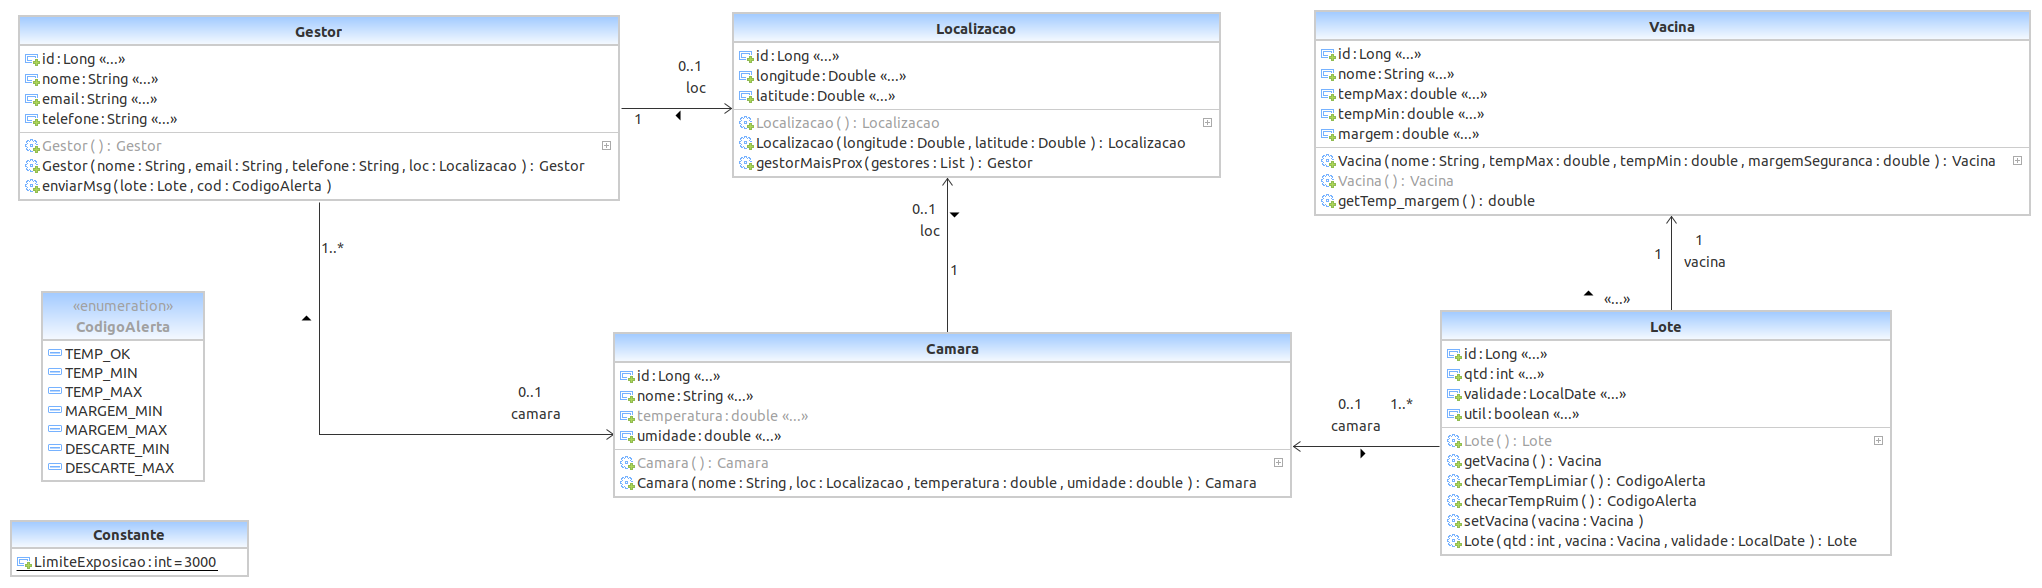 Gestor
id:Long «...»
nome:String «...»
email:String «...»
telefone:String «...»
Gestor(): Gestor
Gestor(nome:String, email:String, telefone:String, loc:Localizacao): Gestor
enviarMsg(lote:Lote, cod:CodigoAlerta)
0..1
loc
1
Localizacao
id:Long «...»
longitude:Double «...»
latitude:Double «...»
Localizacao(): Localizacao
Localizacao(longitude:Double, latitude:Double): Localizacao
gestorMaisProx(gestores:List): Gestor
Vacina
id:Long «...»
nome:String «...»
tempMax:double «...»
tempMin:double «...»
margem:double «...»
Vacina(nome:String, tempMax:double, tempMin:double, margemSeguranca:double): Vacina
Vacina(): Vacina
getTemp_margem(): double
1..*
0..1
loc
1
1
1
vacina
«...»
«enumeration»
CodigoAlerta
TEMP_OK
TEMP_MIN
TEMP_MAX
MARGEM_MIN
MARGEM_MAX
DESCARTE_MIN
DESCARTE_MAX
0..1
camara
Camara
id:Long «...»
nome:String «...»
temperatura:double «...»
umidade:double «...»
Camara(): Camara
Camara(nome:String, loc:Localizacao, temperatura:double, umidade:double): Camara
0..1 1..*
camara
Lote
id:Long «...»
qtd:int «...»
validade:LocalDate «...»
util:boolean «...»
Lote(): Lote
getVacina(): Vacina
checarTempLimiar(): CodigoAlerta
checarTempRuim(): CodigoAlerta
setVacina(vacina:Vacina)
Lote(qtd:int, vacina:Vacina, validade:LocalDate): Lote
Constante
LimiteExposicao:int=3000